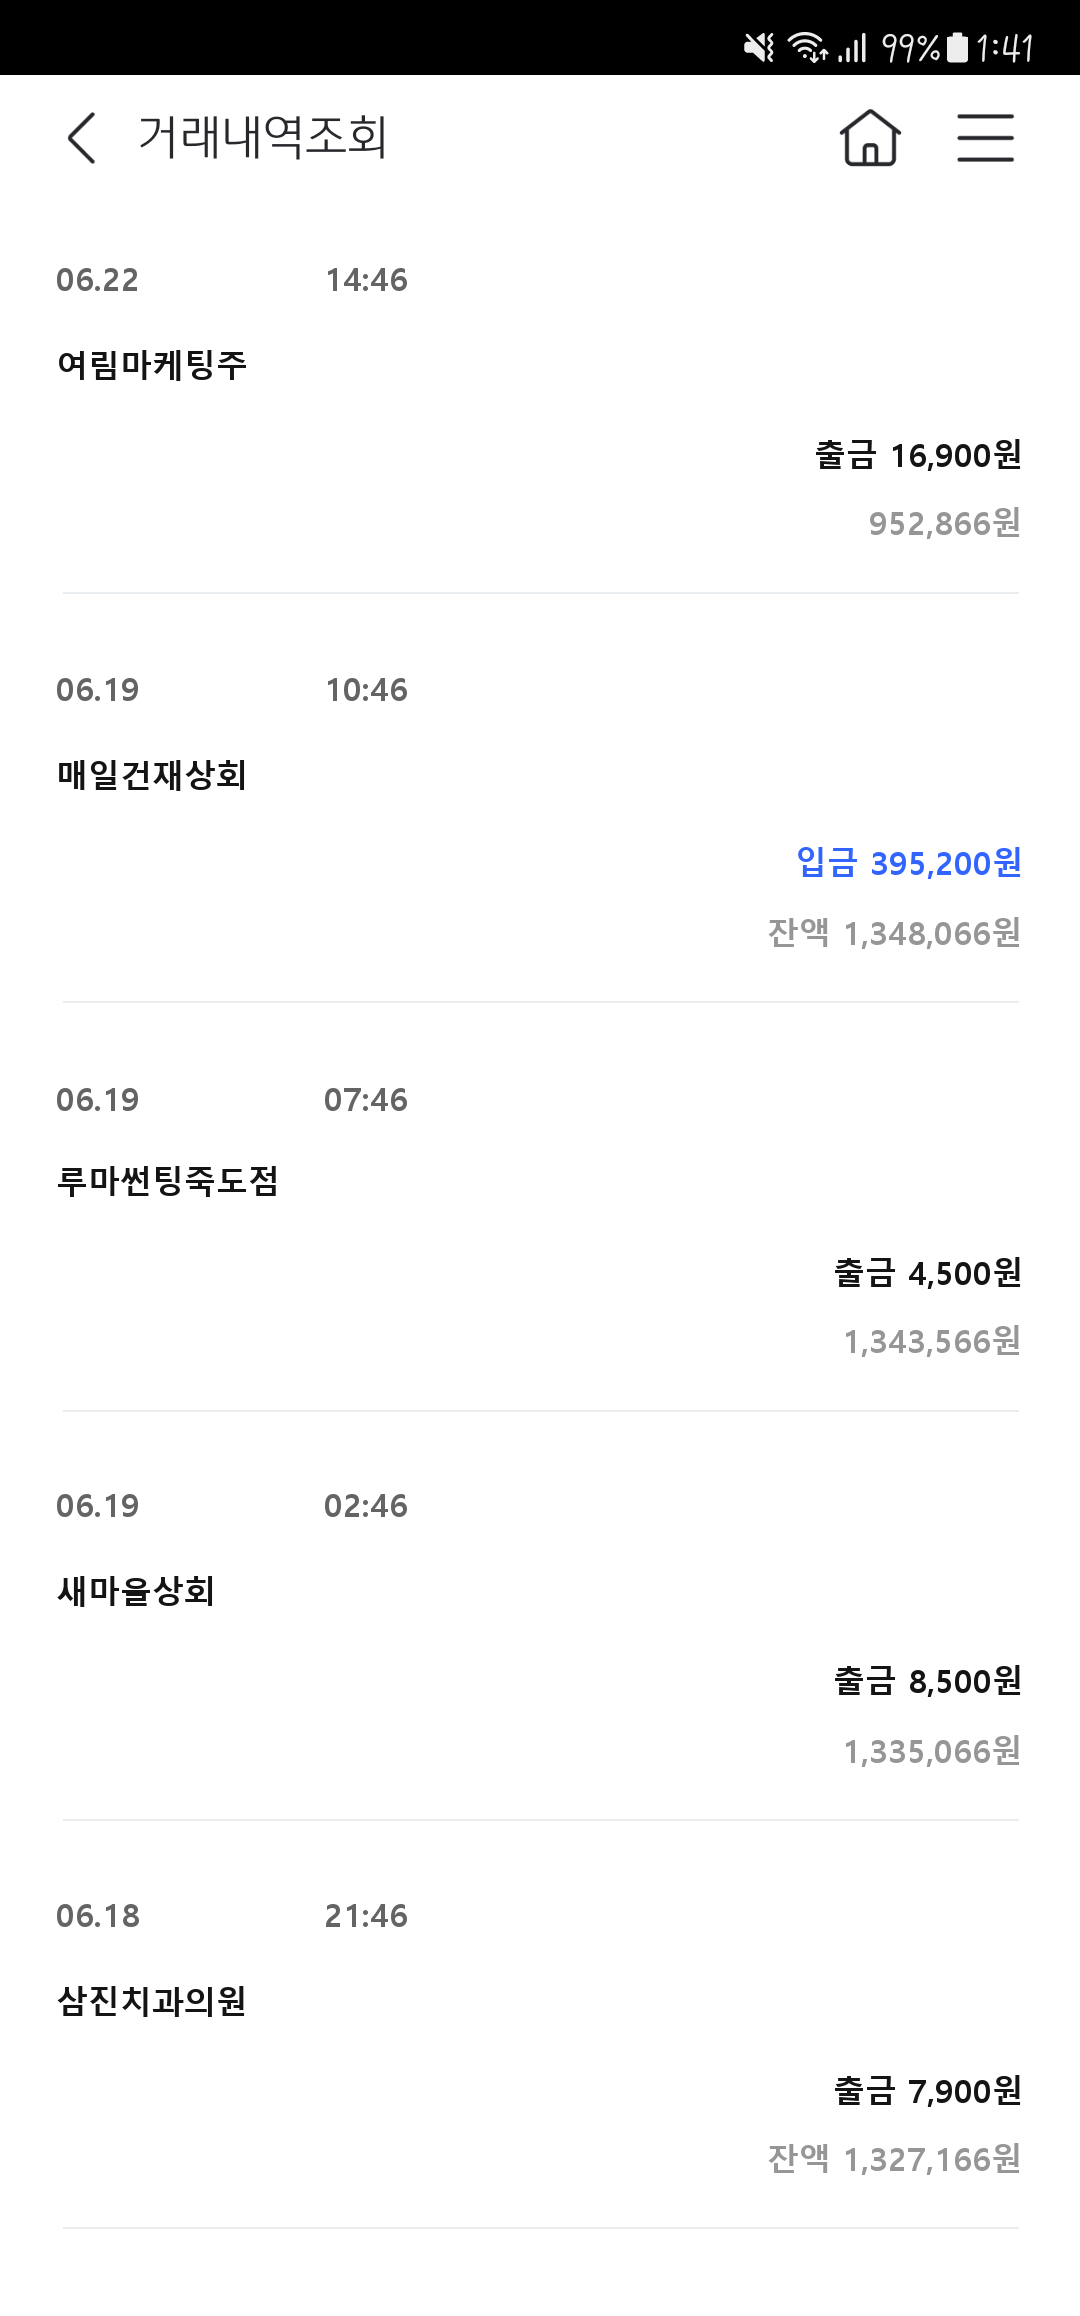 99% 1:41
거래내역조회
06.22 14:46
여림마케팅주
출금 16,900원
952,866원
06.19 10:46
매일건재상회
입금 395,200원
잔액 1,348,066원
06.19 07:46
루마썬팅죽도점
출금 4,500원
1,343,566원
06.19 02:46
새마을상회
출금 8,500원
1,335,066원
06.18 21:46
삼진치과의원
출금 7,900원
잔액 1,327,166원